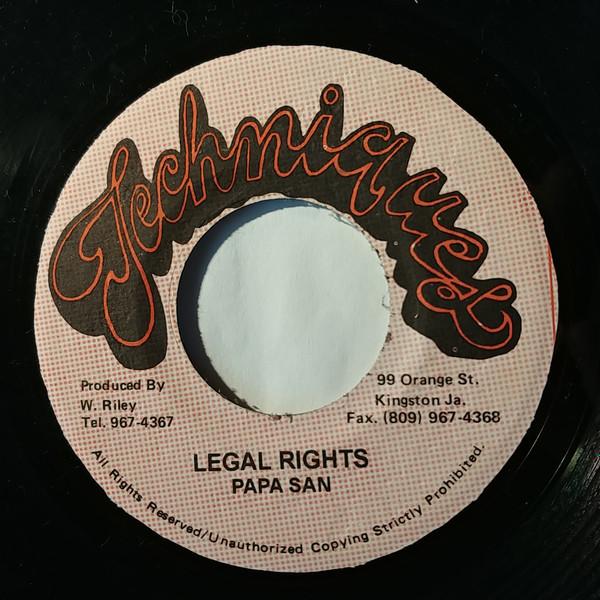 Techniques
Produced By
W. Riley
Tel. 967-4367
99 Orange St.
Kingston Ja.
Fax. (809) 967-4368
LEGAL RIGHTS
PAPA SAN
All Rights Reserved/Unauthorized Copying Strictly Prohibited.